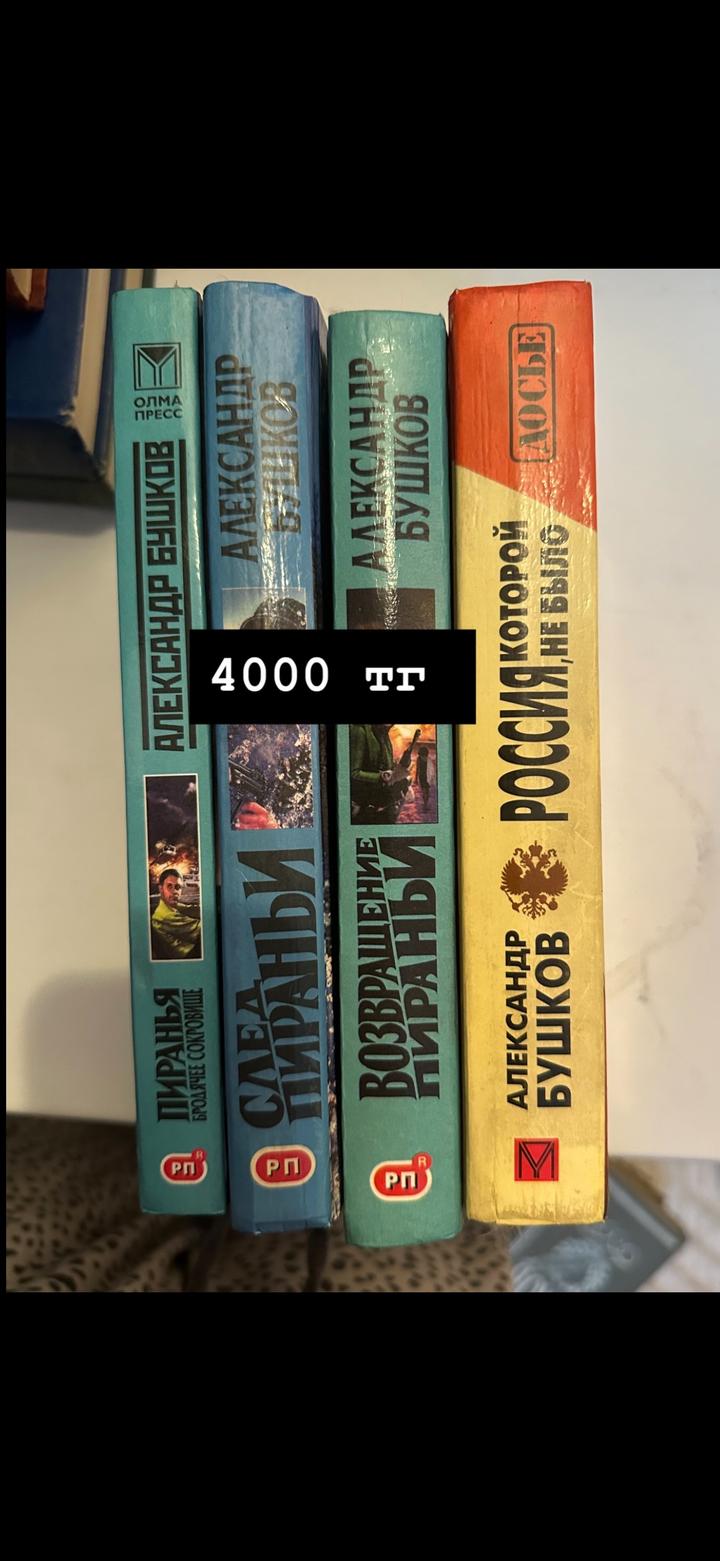 ОЛМА
ПРЕСС
АЛЕКСАНДР БУШКОВ
ПИРАНЬЯ
БРОДЯЧЕЕ СОКРОВИЩЕ
РП R
АЛЕКСАНДР
БУШКОВ
СЛЕД
ПИРАНЬИ
РП
АЛЕКСАНДР
БУШКОВ
ВОЗВРАЩЕНИЕ
ПИРАНЬИ
РП R
ДОСЬЕ
РОССИЯ, КОТОРОЙ
НЕ БЫЛО
АЛЕКСАНДР
БУШКОВ
4000 тг